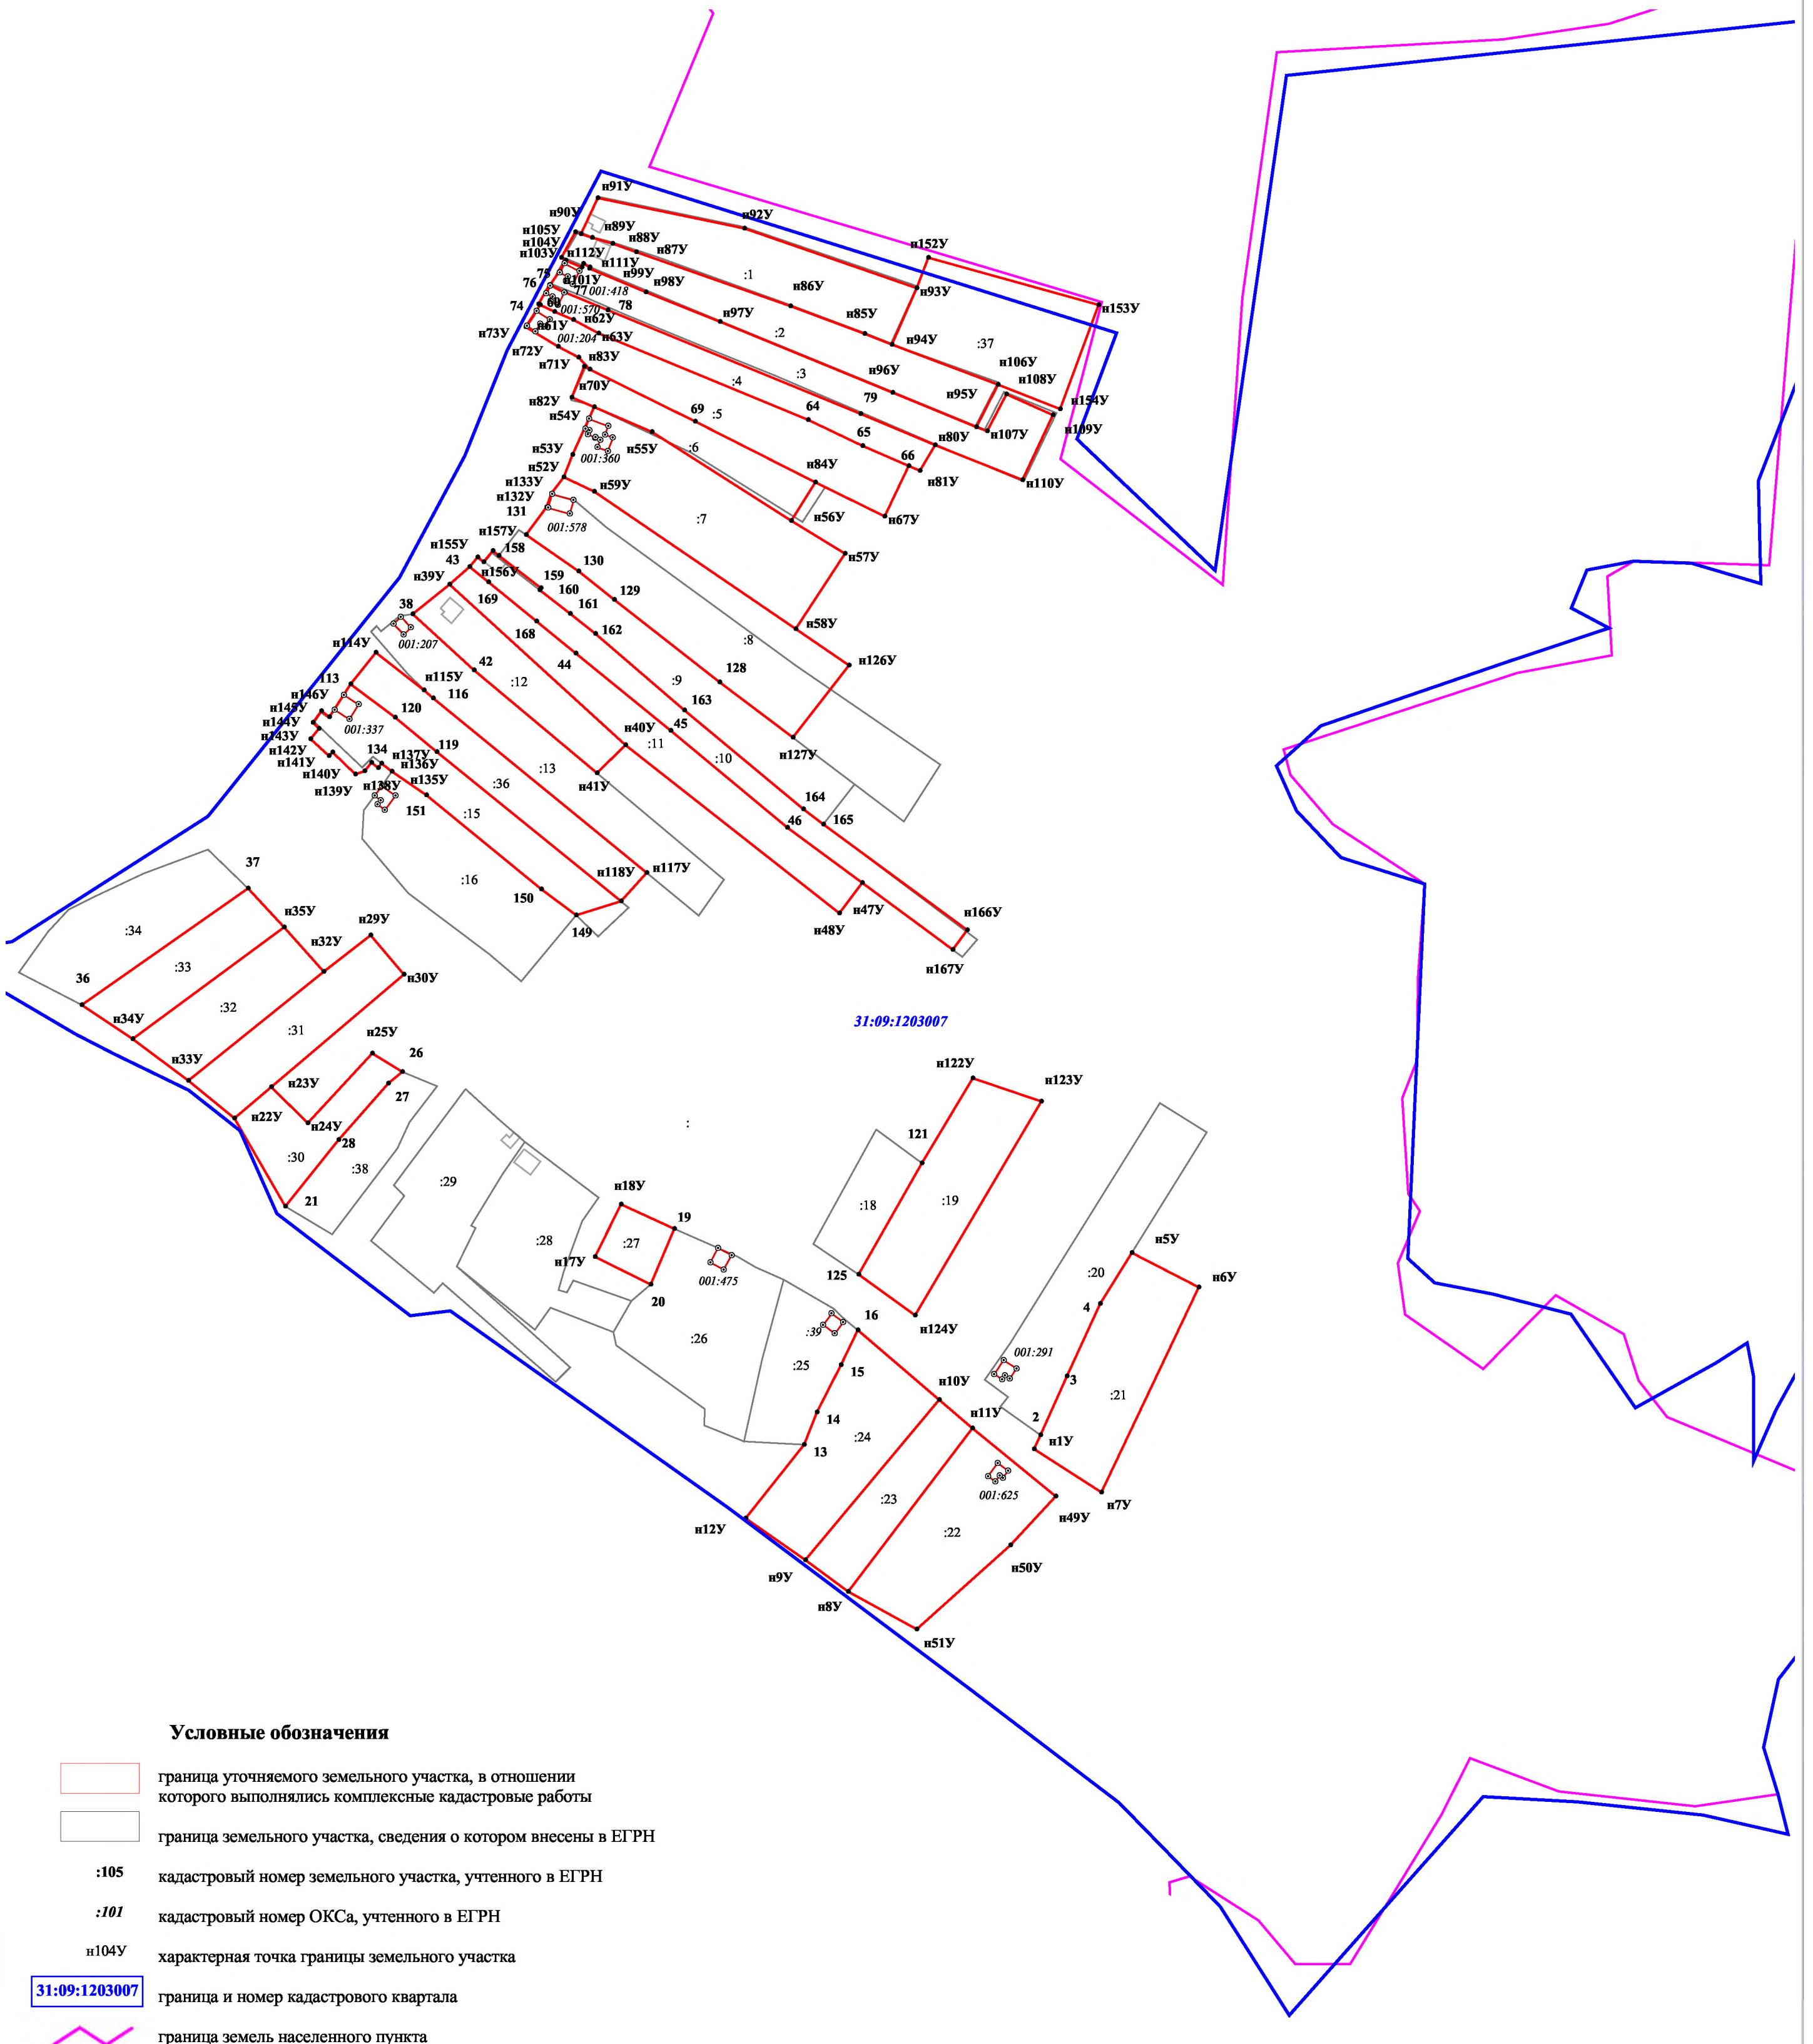 н91У
н90У
н92У
н105У
н89У
н104У
н88У
н103У
н112У
н87У
н152У
н111У
75
н101У
н99У
:1
76
н98У
77
001:418
н86У
н93У
74
60
001:570
78
н97У
н153У
н62У
н85У
н73У
н61У
н63У
:2
н94У
001:204
:37
н72У
н83У
н106У
н71У
н96У
:3
н108У
:4
н70У
н95У
н82У
79
н154У
н54У
69
:5
64
н107У
н109У
н55У
65
н80У
н53У
:6
001:360
66
н52У
н84У
н81У
н133У
н59У
н110У
н132У
131
н56У
н67У
:7
001:578
н157У
158
н155У
н57У
43
130
н39У
н156У
159
129
160
169
38
161
н58У
168
162
001:207
:8
н114У
44
42
н126У
113
н115У
:9
128
116
:12
н146У
н145У
120
163
н144У
001:337
45
н143У
н40У
119
н127У
н142У
:11
134
н137У
н141У
н136У
:10
:13
н140У
:36
н139У
н138У
н135У
н41У
164
151
:15
46
165
37
н118У
н117У
:16
150
н35У
н29У
н47У
н166У
:34
149
н48У
н32У
:33
н167У
36
н30У
:32
31:09:1203007
н34У
:31
н25У
26
н33У
н122У
н23У
н123У
27
н22У
н24У
:
28
121
:30
:38
:29
н18У
:19
21
:18
19
н5У
:28
:27
н17У
:20
125
001:475
н6У
20
4
16
н124У
:39
:26
001:291
15
:25
3
н10У
:21
14
н11У
2
:24
13
н1У
001:625
:23
н7У
н49У
н12У
:22
н50У
н9У
н8У
н51У
Условные обозначения
граница уточняемого земельного участка, в отношении
которого выполнялись комплексные кадастровые работы
граница земельного участка, сведения о котором внесены в ЕГРН
:105 кадастровый номер земельного участка, учтенного в ЕГРН
:101 кадастровый номер ОКСа, учтенного в ЕГРН
н104У характерная точка границы земельного участка
31:09:1203007 граница и номер кадастрового квартала
граница земель населенного пункта